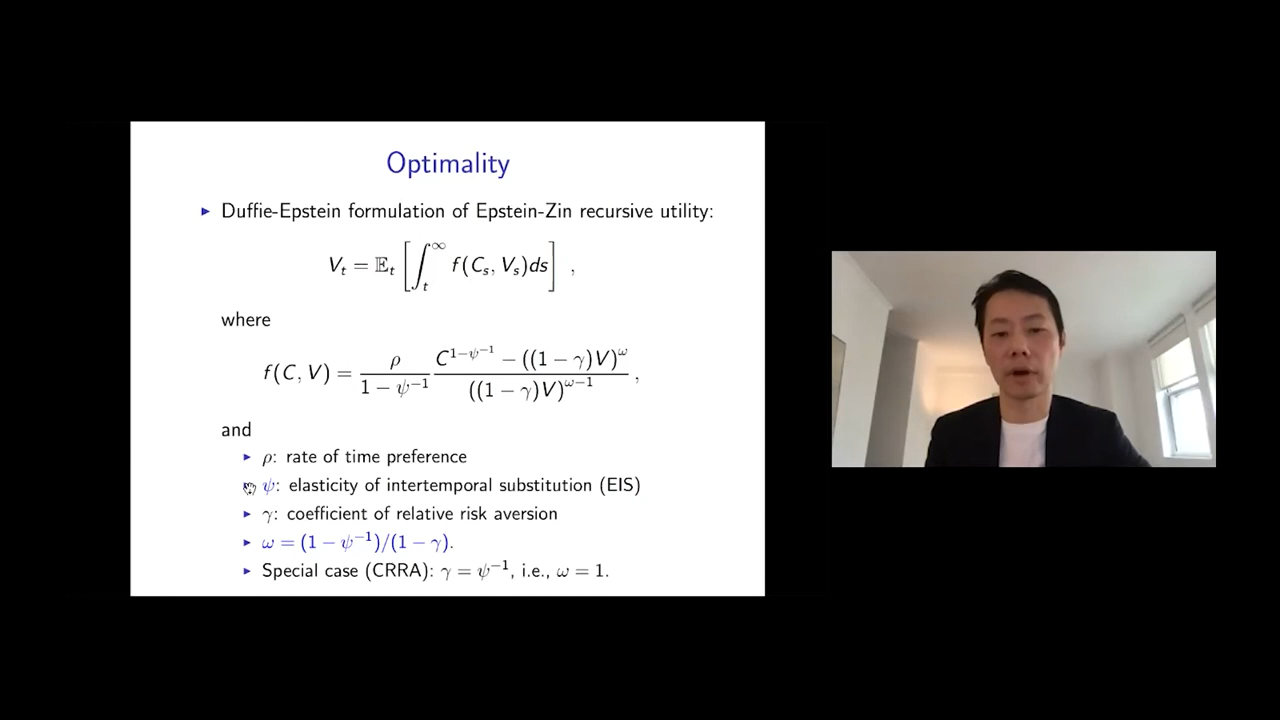 Optimality
▶ Duffie-Epstein formulation of Epstein-Zin recursive utility:
V_t = 𝔼_t [ ∫_t^∞ f(C_s, V_s)ds ] ,
where
f(C, V) = \frac{ρ}{1 − ψ^{−1}} \frac{C^{1−ψ^{−1}} − ((1 − γ)V)^ω}{((1 − γ)V)^{ω−1}} ,
and
▶ ρ: rate of time preference
▶ ψ: elasticity of intertemporal substitution (EIS)
▶ γ: coefficient of relative risk aversion
▶ ω = (1 − ψ^{−1})/(1 − γ).
▶ Special case (CRRA): γ = ψ^{−1}, i.e., ω = 1.